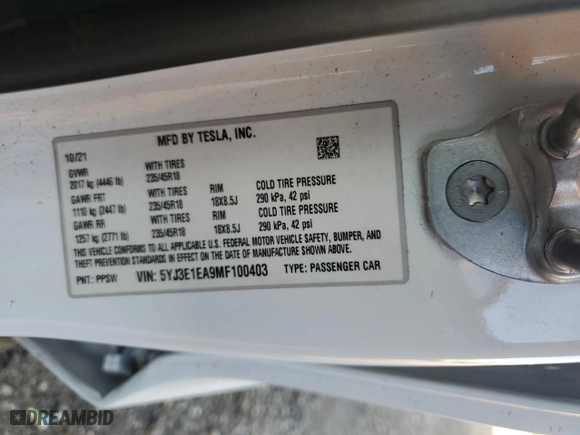 MFD BY TESLA, INC.
10/21
GVWR WITH TIRES
2017 kg (4446 lb) 235/45R18
GAWR FRT WITH TIRES RIM COLD TIRE PRESSURE
1110 kg (2447 lb) 235/45R18 18X8.5J 290 kPa, 42 psi
GAWR RR WITH TIRES RIM COLD TIRE PRESSURE
1257 kg (2771 lb) 235/45R18 18X8.5J 290 kPa, 42 psi
THIS VEHICLE CONFORMS TO ALL APPLICABLE U.S. FEDERAL MOTOR VEHICLE SAFETY, BUMPER, AND
THEFT PREVENTION STANDARDS IN EFFECT ON THE DATE OF MANUFACTURE SHOWN ABOVE.
PNT: PPSW VIN: 5YJ3E1EA9MF100403 TYPE: PASSENGER CAR
DREAMBID